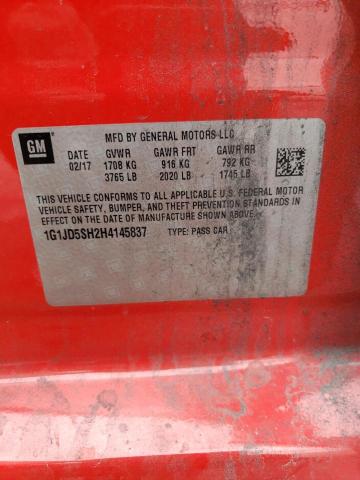 GM
MFD BY GENERAL MOTORS LLC
DATE GVWR GAWR FRT GAWR RR
02/17 1708 KG 916 KG 792 KG
3765 LB 2020 LB 1745 LB
THIS VEHICLE CONFORMS TO ALL APPLICABLE U.S. FEDERAL MOTOR
VEHICLE SAFETY, BUMPER, AND THEFT PREVENTION STANDARDS IN
EFFECT ON THE DATE OF MANUFACTURE SHOWN ABOVE.
1G1JD5SH2H4145837 TYPE: PASS CAR